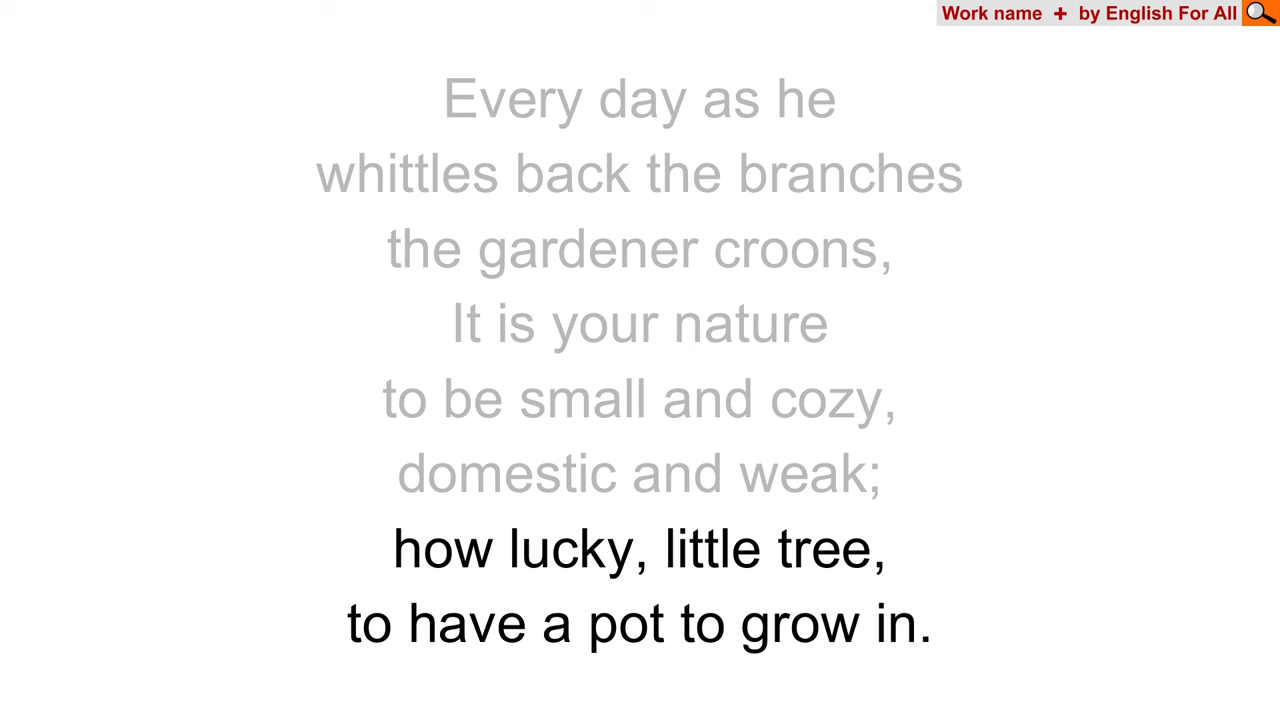 Work name + by English For All
Every day as he
whittles back the branches
the gardener croons,
It is your nature
to be small and cozy,
domestic and weak;
how lucky, little tree,
to have a pot to grow in.